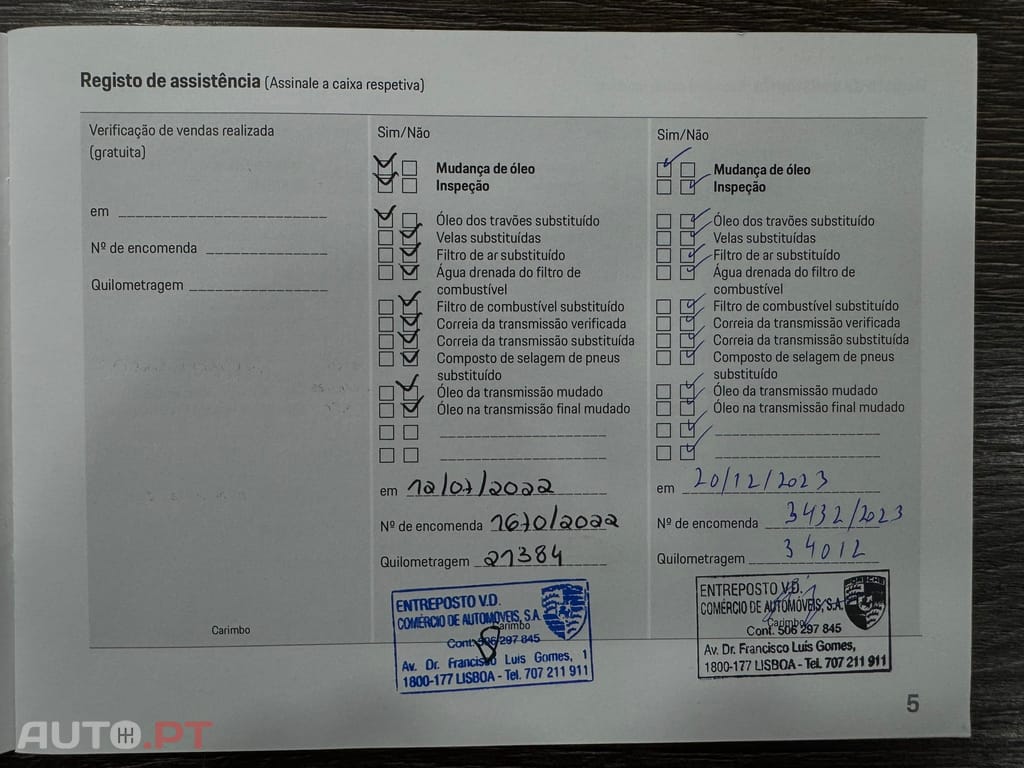 Registo de assistência (Assinale a caixa respetiva)
Verificação de vendas realizada
(gratuita)
em
Nº de encomenda
Quilometragem
Carimbo
Sim/Não
Mudança de óleo
Inspeção
Óleo dos travões substituído
Velas substituídas
Filtro de ar substituído
Água drenada do filtro de
combustível
Filtro de combustível substituído
Correia da transmissão verificada
Correia da transmissão substituída
Composto de selagem de pneus
substituído
Óleo da transmissão mudado
Óleo na transmissão final mudado
em 12/07/2022
Nº de encomenda 1670/2022
Quilometragem 21384
ENTREPOSTO V.D.
COMÉRCIO DE AUTOMÓVEIS, S.A.
Carimbo
Cont. 506 297 845
Av. Dr. Francisco Luis Gomes, 1
1800-177 LISBOA - Tel. 707 211 911
Sim/Não
Mudança de óleo
Inspeção
Óleo dos travões substituído
Velas substituídas
Filtro de ar substituído
Água drenada do filtro de
combustível
Filtro de combustível substituído
Correia da transmissão verificada
Correia da transmissão substituída
Composto de selagem de pneus
substituído
Óleo da transmissão mudado
Óleo na transmissão final mudado
em 20/12/2023
Nº de encomenda 3432/2023
Quilometragem 34012
ENTREPOSTO V.D.
COMÉRCIO DE AUTOMÓVEIS, S.A.
Carimbo
Cont. 506 297 845
Av. Dr. Francisco Luis Gomes,
1800-177 LISBOA - Tel. 707 211 911
5
AUTO.PT